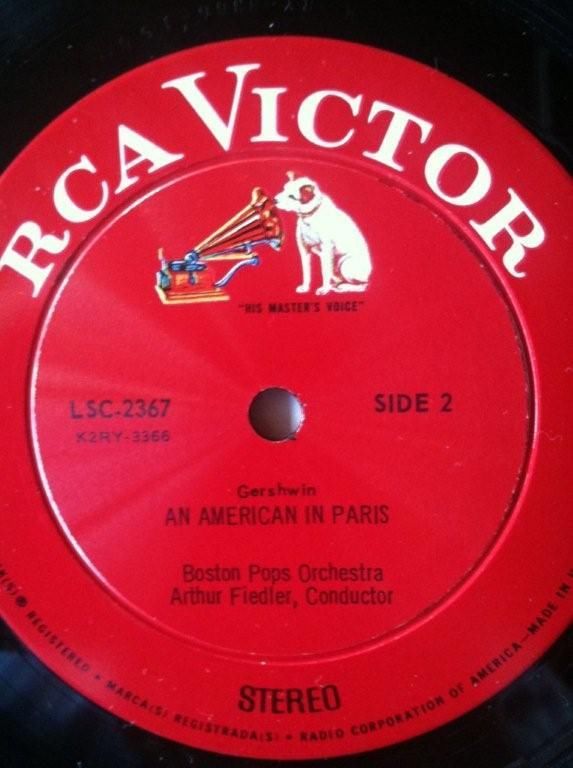 RCA VICTOR
"HIS MASTER'S VOICE"
LSC-2367
SIDE 2
K2RY-3366
Gershwin
AN AMERICAN IN PARIS
Boston Pops Orchestra
Arthur Fiedler, Conductor
STEREO
® REGISTERED • MARCA(S) REGISTRADA(S) • RADIO CORPORATION OF AMERICA—MADE IN